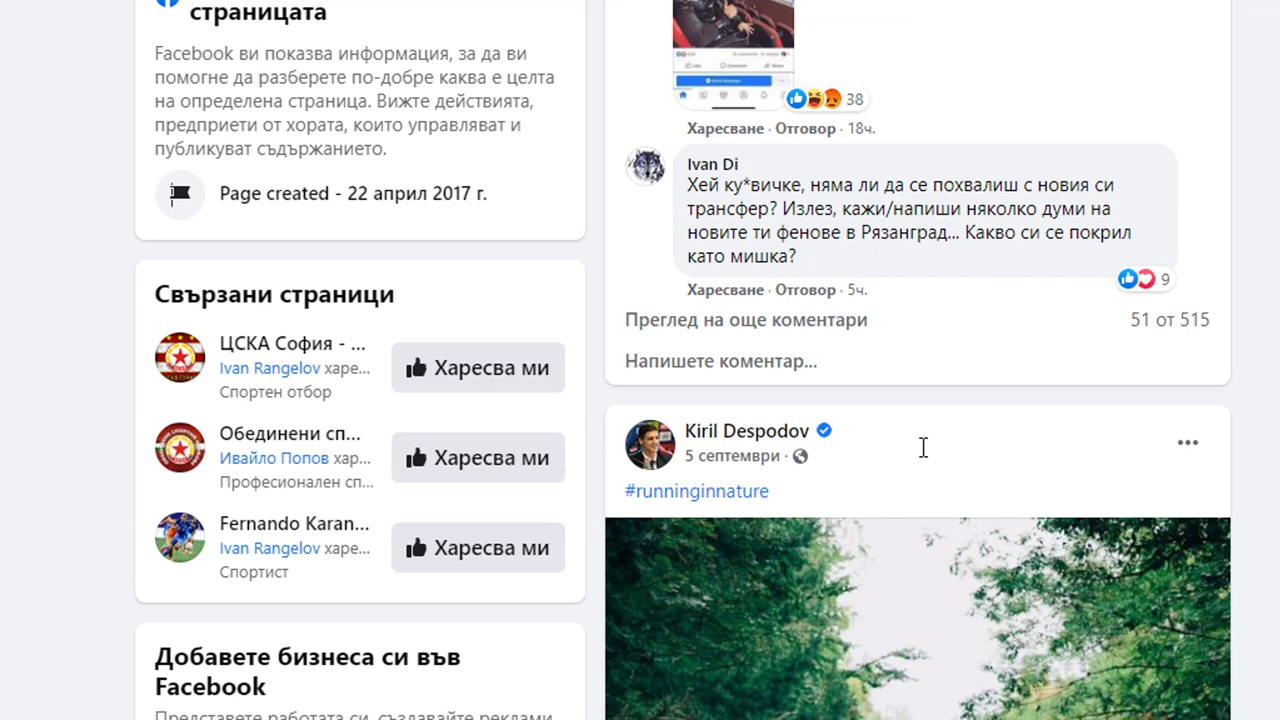 страницата
Facebook ви показва информация, за да ви
помогне да разберете по-добре каква е целта
на определена страница. Вижте действията,
предприети от хората, които управляват и
публикуват съдържанието.
Page created - 22 април 2017 г.
Свързани страници
ЦСКА София - ...
Ivan Rangelov харе...
Спортен отбор
Харесва ми
Обединени сп...
Ивайло Попов хар...
Професионален сп...
Харесва ми
Fernando Karan...
Ivan Rangelov харе...
Спортист
Харесва ми
Добавете бизнеса си във
Facebook
Like
Comment
Share
38
Харесване · Отговор · 18ч.
Ivan Di
Хей ку*вичке, няма ли да се похвалиш с новия си
трансфер? Излез, кажи/напиши няколко думи на
новите ти фенове в Рязанград... Какво си се покрил
като мишка?
9
Харесване · Отговор · 5ч.
Преглед на още коментари
51 от 515
Напишете коментар...
Kiril Despodov
5 септември ·
#runninginnature